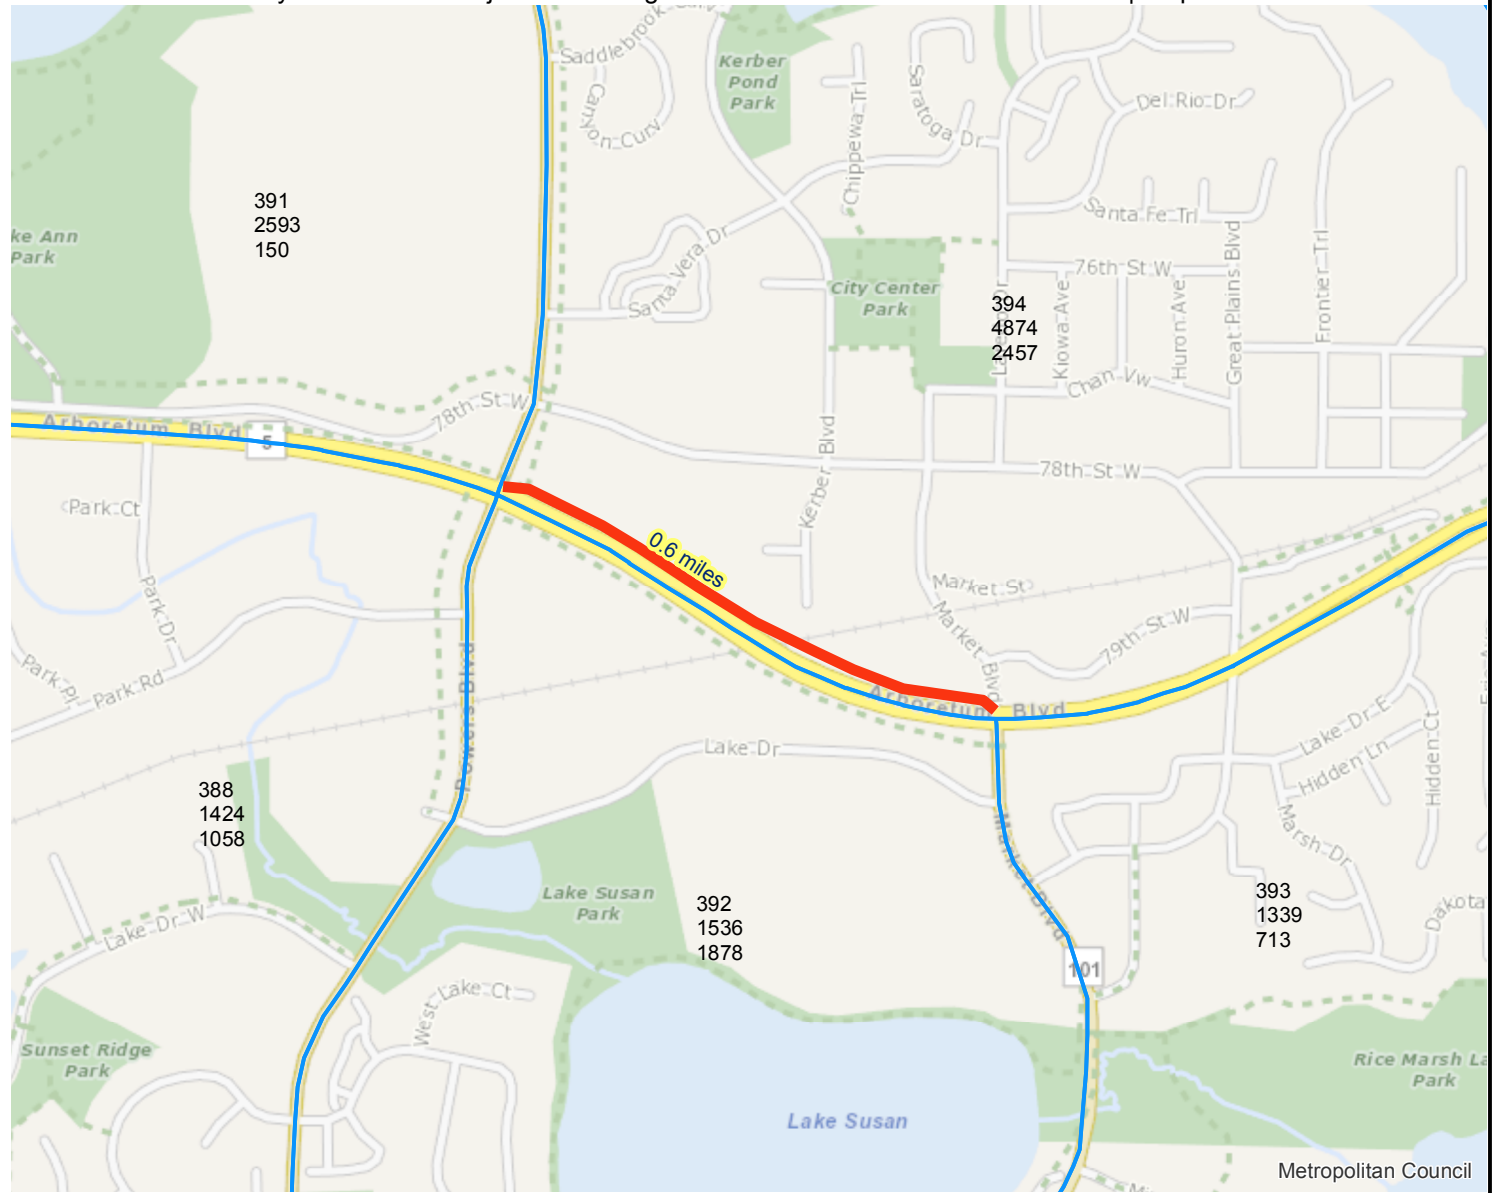 Saddlebrook Curv
Kerber
Pond
Park
Canyon Curv
Chippewa Trl
Saratoga Dr
Del Rio Dr
391
2593
150
ke Ann
Park
Santa Vera Dr
Santa Fe Trl
76th St W
City Center
Park
394
4874
2457
Kiowa Ave
Huron Ave
Great Plains Blvd
Frontier Trl
Chan Vw
78th St W
Arboretum Blvd
5
Kerber Blvd
78th St W
Park Ct
0.6 miles
Market St
Park Dr
Market Blvd
79th St W
Park Pl
Park Rd
Powers Blvd
Arboretum Blvd
Lake Dr
Lake Dr E
Hidden Ln
Hidden Ct
388
1424
1058
Marsh Dr
Market Blvd
Lake Susan
Park
392
1536
1878
393
1339
713
Dakota
Lake Dr W
101
West Lake Ct
Sunset Ridge
Park
Rice Marsh La
Park
Lake Susan
Metropolitan Council